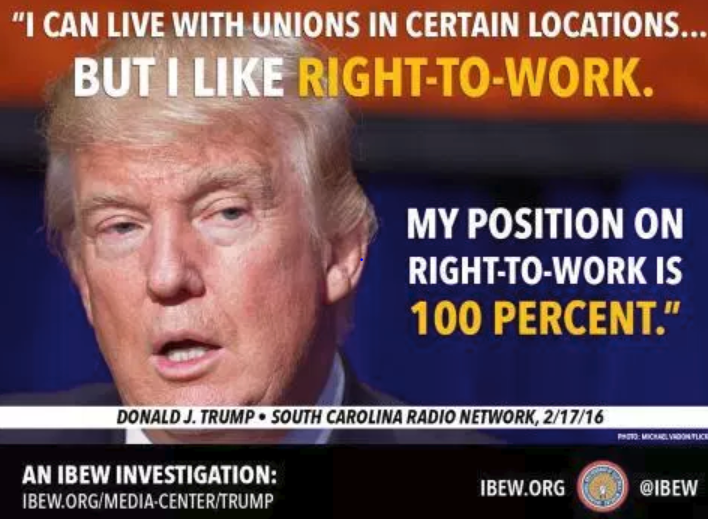 "I CAN LIVE WITH UNIONS IN CERTAIN LOCATIONS...
BUT I LIKE RIGHT-TO-WORK.
MY POSITION ON
RIGHT-TO-WORK IS
100 PERCENT."
DONALD J. TRUMP • SOUTH CAROLINA RADIO NETWORK, 2/17/16
PHOTO: MICHAEL VADON/FLICK
AN IBEW INVESTIGATION:
IBEW.ORG/MEDIA-CENTER/TRUMP
IBEW.ORG
@IBEW